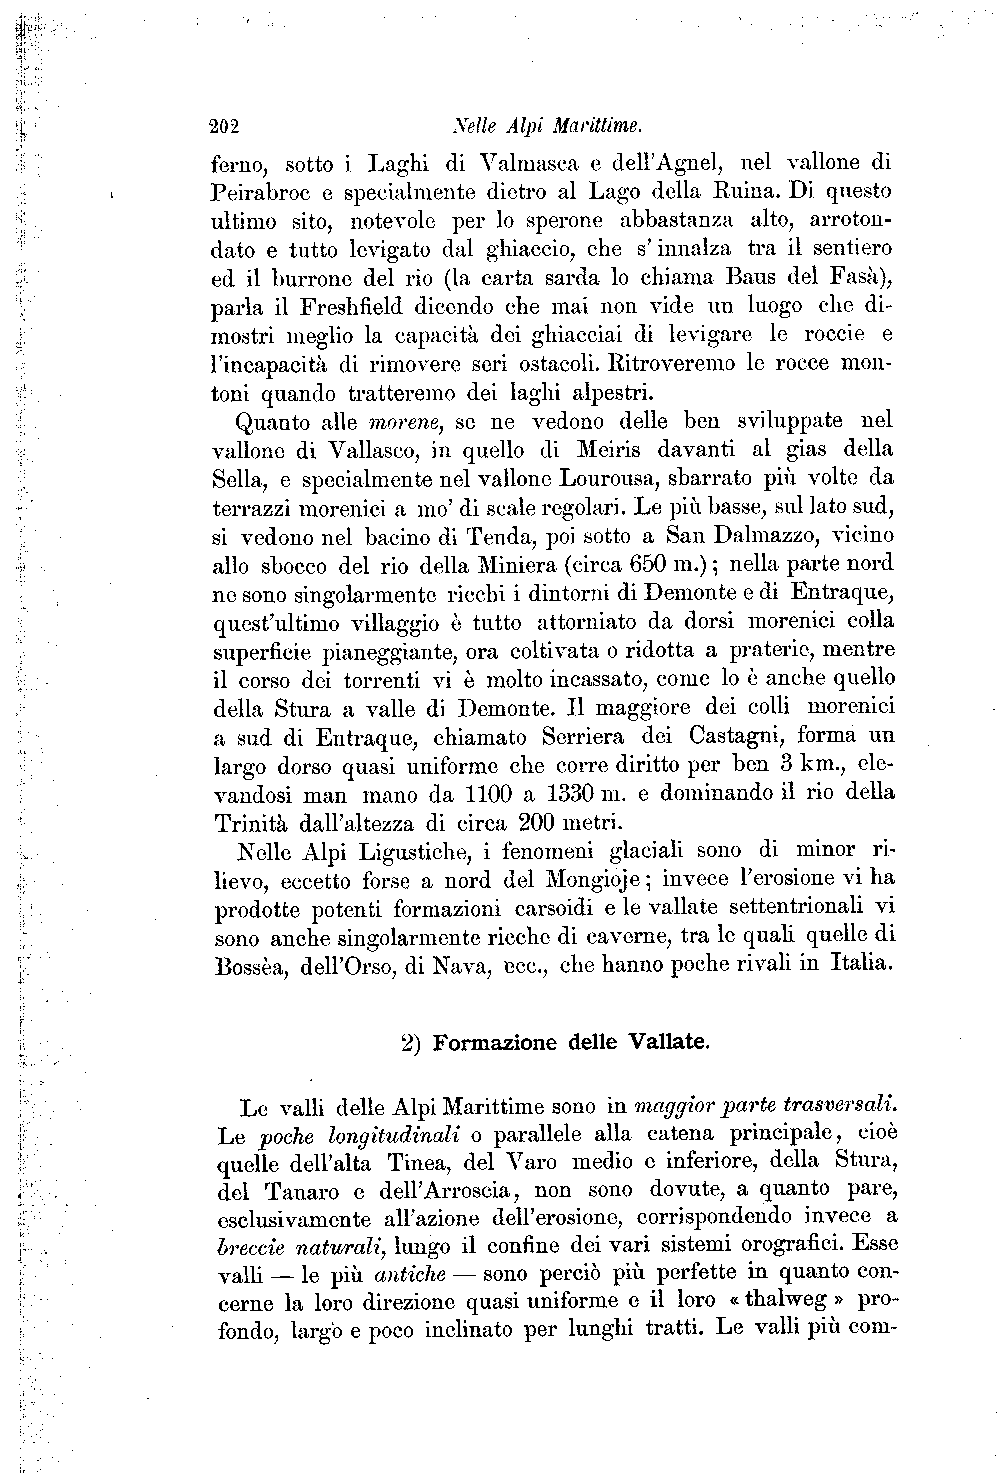 202 Nelle Alpi Marittime.
ferno, sotto i Laghi di Valmasca e dell'Agnel, nel vallone di
Peirabroc e specialmente dietro al Lago della Ruina. Di questo
ultimo sito, notevole per lo sperone abbastanza alto, arroton-
dato e tutto levigato dal ghiaccio, che s'innalza tra il sentiero
ed il burrone del rio (la carta sarda lo chiama Baus del Fasà),
parla il Freshfield dicendo che mai non vide un luogo che di-
mostri meglio la capacità dei ghiacciai di levigare le roccie e
l'incapacità di rimovere seri ostacoli. Ritroveremo le rocce mon-
toni quando tratteremo dei laghi alpestri.
Quanto alle morene, se ne vedono delle ben sviluppate nel
vallone di Vallasco, in quello di Meiris davanti al gias della
Sella, e specialmente nel vallone Lourousa, sbarrato più volte da
terrazzi morenici a mo' di scale regolari. Le più basse, sul lato sud,
si vedono nel bacino di Tenda, poi sotto a San Dalmazzo, vicino
allo sbocco del rio della Miniera (circa 650 m.); nella parte nord
ne sono singolarmente ricchi i dintorni di Demonte e di Entraque,
quest'ultimo villaggio è tutto attorniato da dorsi morenici colla
superficie pianeggiante, ora coltivata o ridotta a praterie, mentre
il corso dei torrenti vi è molto incassato, come lo è anche quello
della Stura a valle di Demonte. Il maggiore dei colli morenici
a sud di Entraque, chiamato Serriera dei Castagni, forma un
largo dorso quasi uniforme che corre diritto per ben 3 km., ele-
vandosi man mano da 1100 a 1330 m. e dominando il rio della
Trinità dall'altezza di circa 200 metri.
Nelle Alpi Ligustiche, i fenomeni glaciali sono di minor ri-
lievo, eccetto forse a nord del Mongioje; invece l'erosione vi ha
prodotte potenti formazioni carsoidi e le vallate settentrionali vi
sono anche singolarmente ricche di caverne, tra le quali quelle di
Bossèa, dell'Orso, di Nava, ecc., che hanno poche rivali in Italia.
2) Formazione delle Vallate.
Le valli delle Alpi Marittime sono in maggior parte trasversali.
Le poche longitudinali o parallele alla catena principale, cioè
quelle dell'alta Tinea, del Varo medio e inferiore, della Stura,
del Tanaro e dell'Arroscia, non sono dovute, a quanto pare,
esclusivamente all'azione dell'erosione, corrispondendo invece a
breccie naturali, lungo il confine dei vari sistemi orografici. Esse
valli — le più antiche — sono perciò più perfette in quanto con-
cerne la loro direzione quasi uniforme e il loro « thalweg » pro-
fondo, largo e poco inclinato per lunghi tratti. Le valli più com-